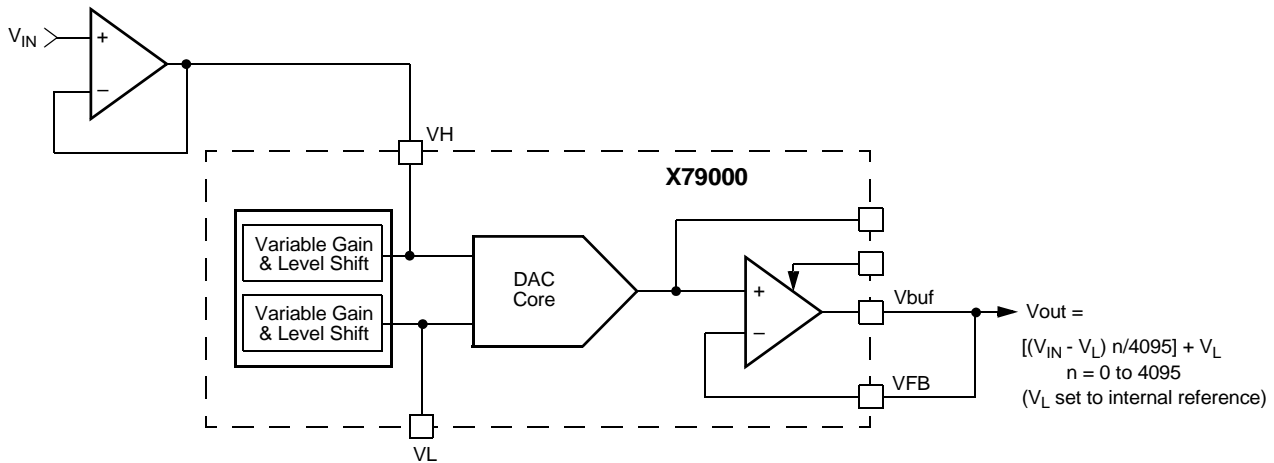 V_IN
+
−
VH
X79000
Variable Gain
& Level Shift
Variable Gain
& Level Shift
DAC
Core
+
−
Vbuf
VFB
VL
Vout =
[(V_IN - V_L) n/4095] + V_L
n = 0 to 4095
(V_L set to internal reference)